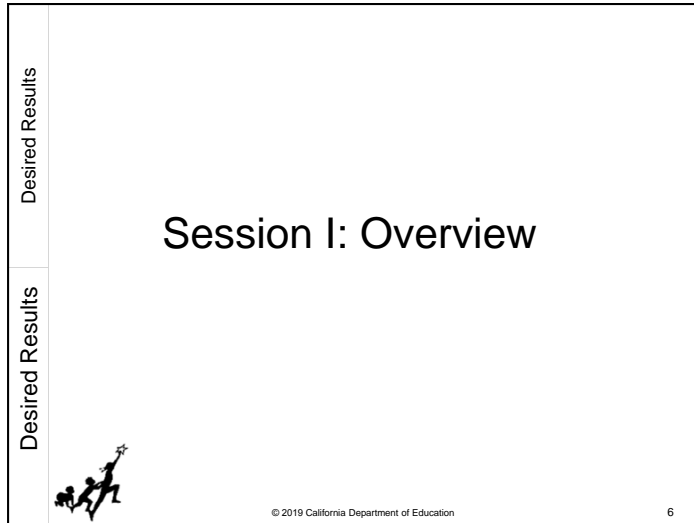 Desired Results
Session I: Overview
Desired Results
© 2019 California Department of Education
6